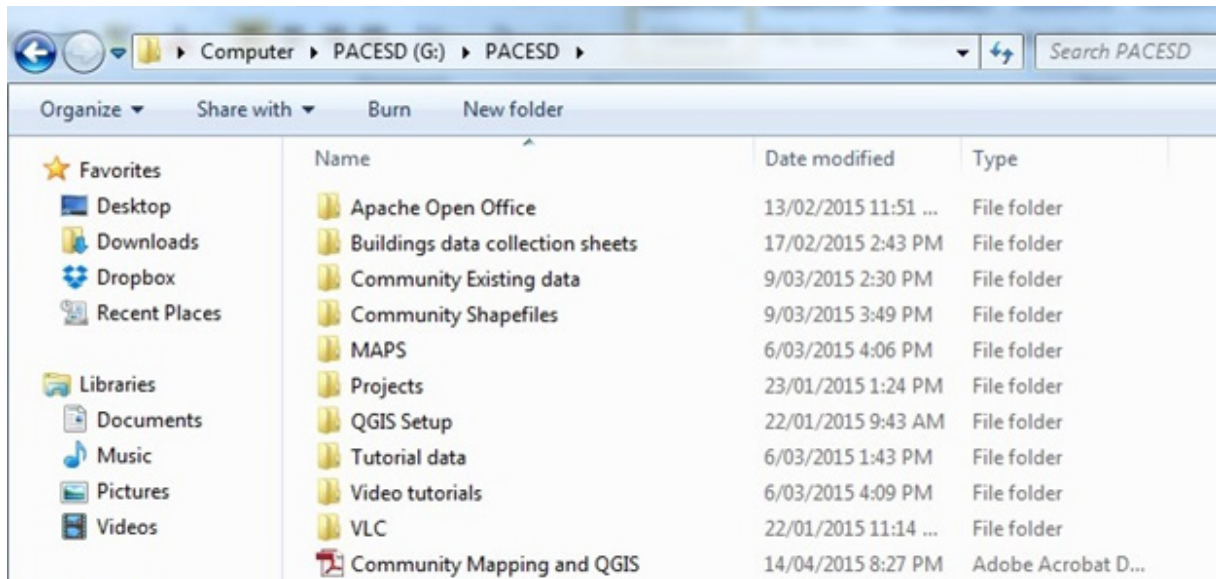 Computer PACESD (G:) PACESD Search PACESD
Organize Share with Burn New folder
Favorites
Desktop
Downloads
Dropbox
Recent Places
Libraries
Documents
Music
Pictures
Videos
Name Date modified Type
Apache Open Office 13/02/2015 11:51 ... File folder
Buildings data collection sheets 17/02/2015 2:43 PM File folder
Community Existing data 9/03/2015 2:30 PM File folder
Community Shapefiles 9/03/2015 3:49 PM File folder
MAPS 6/03/2015 4:06 PM File folder
Projects 23/01/2015 1:24 PM File folder
QGIS Setup 22/01/2015 9:43 AM File folder
Tutorial data 6/03/2015 1:43 PM File folder
Video tutorials 6/03/2015 4:09 PM File folder
VLC 22/01/2015 11:14 ... File folder
Community Mapping and QGIS 14/04/2015 8:27 PM Adobe Acrobat D...